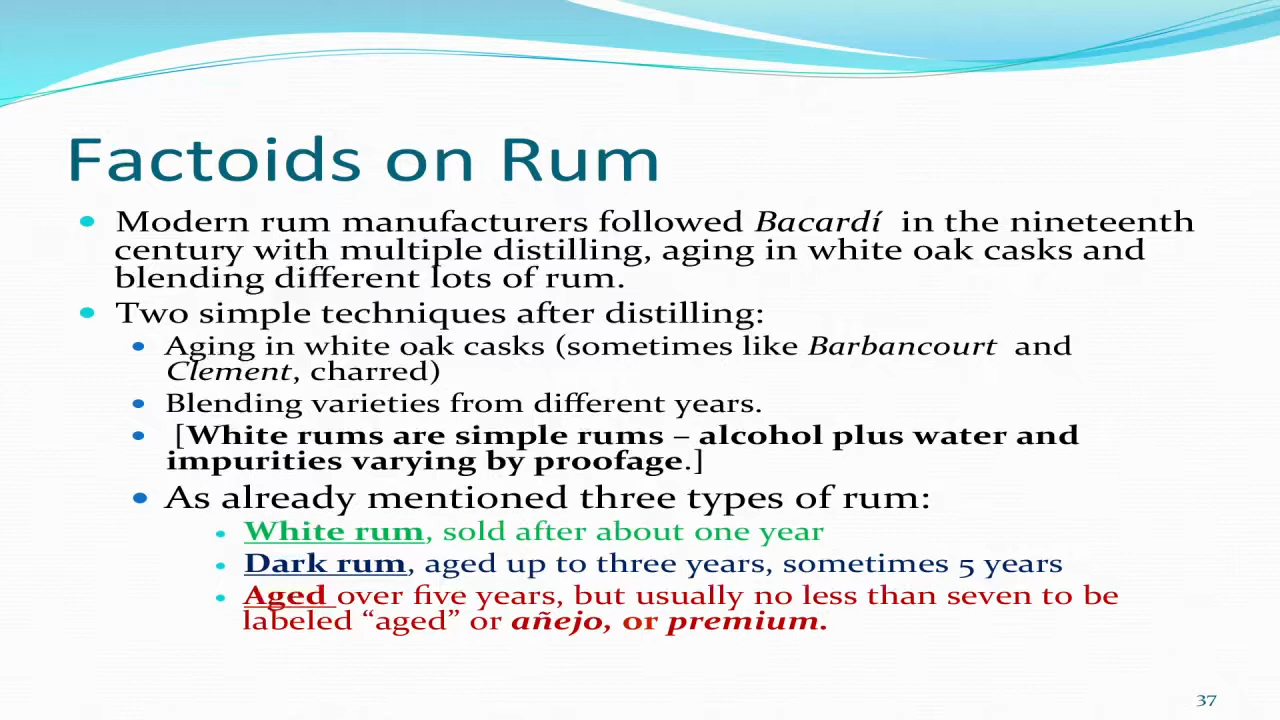 Factoids on Rum
Modern rum manufacturers followed Bacardí in the nineteenth
century with multiple distilling, aging in white oak casks and
blending different lots of rum.
Two simple techniques after distilling:
Aging in white oak casks (sometimes like Barbancourt and
Clement, charred)
Blending varieties from different years.
[White rums are simple rums – alcohol plus water and
impurities varying by proofage.]
As already mentioned three types of rum:
White rum, sold after about one year
Dark rum, aged up to three years, sometimes 5 years
Aged over five years, but usually no less than seven to be
labeled “aged” or añejo, or premium.
37